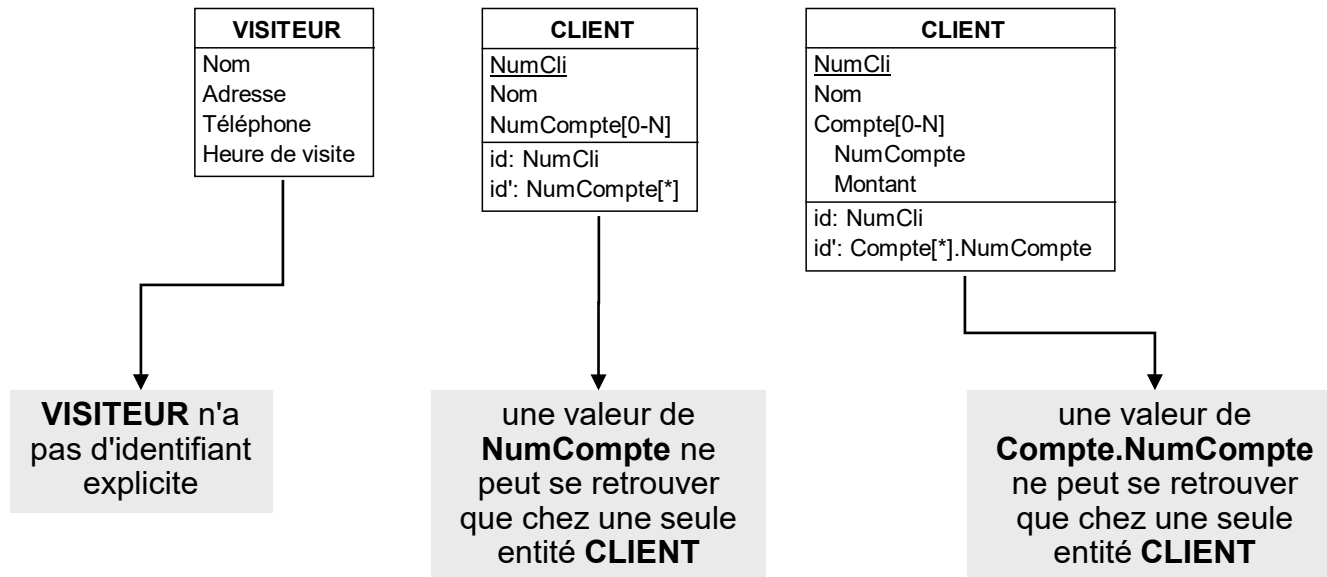 VISITEUR
Nom
Adresse
Téléphone
Heure de visite
CLIENT
NumCli
Nom
NumCompte[0-N]
id: NumCli
id': NumCompte[*]
CLIENT
NumCli
Nom
Compte[0-N]
NumCompte
Montant
id: NumCli
id': Compte[*].NumCompte
VISITEUR n'a
pas d'identifiant
explicite
une valeur de
NumCompte ne
peut se retrouver
que chez une seule
entité CLIENT
une valeur de
Compte.NumCompte
ne peut se retrouver
que chez une seule
entité CLIENT